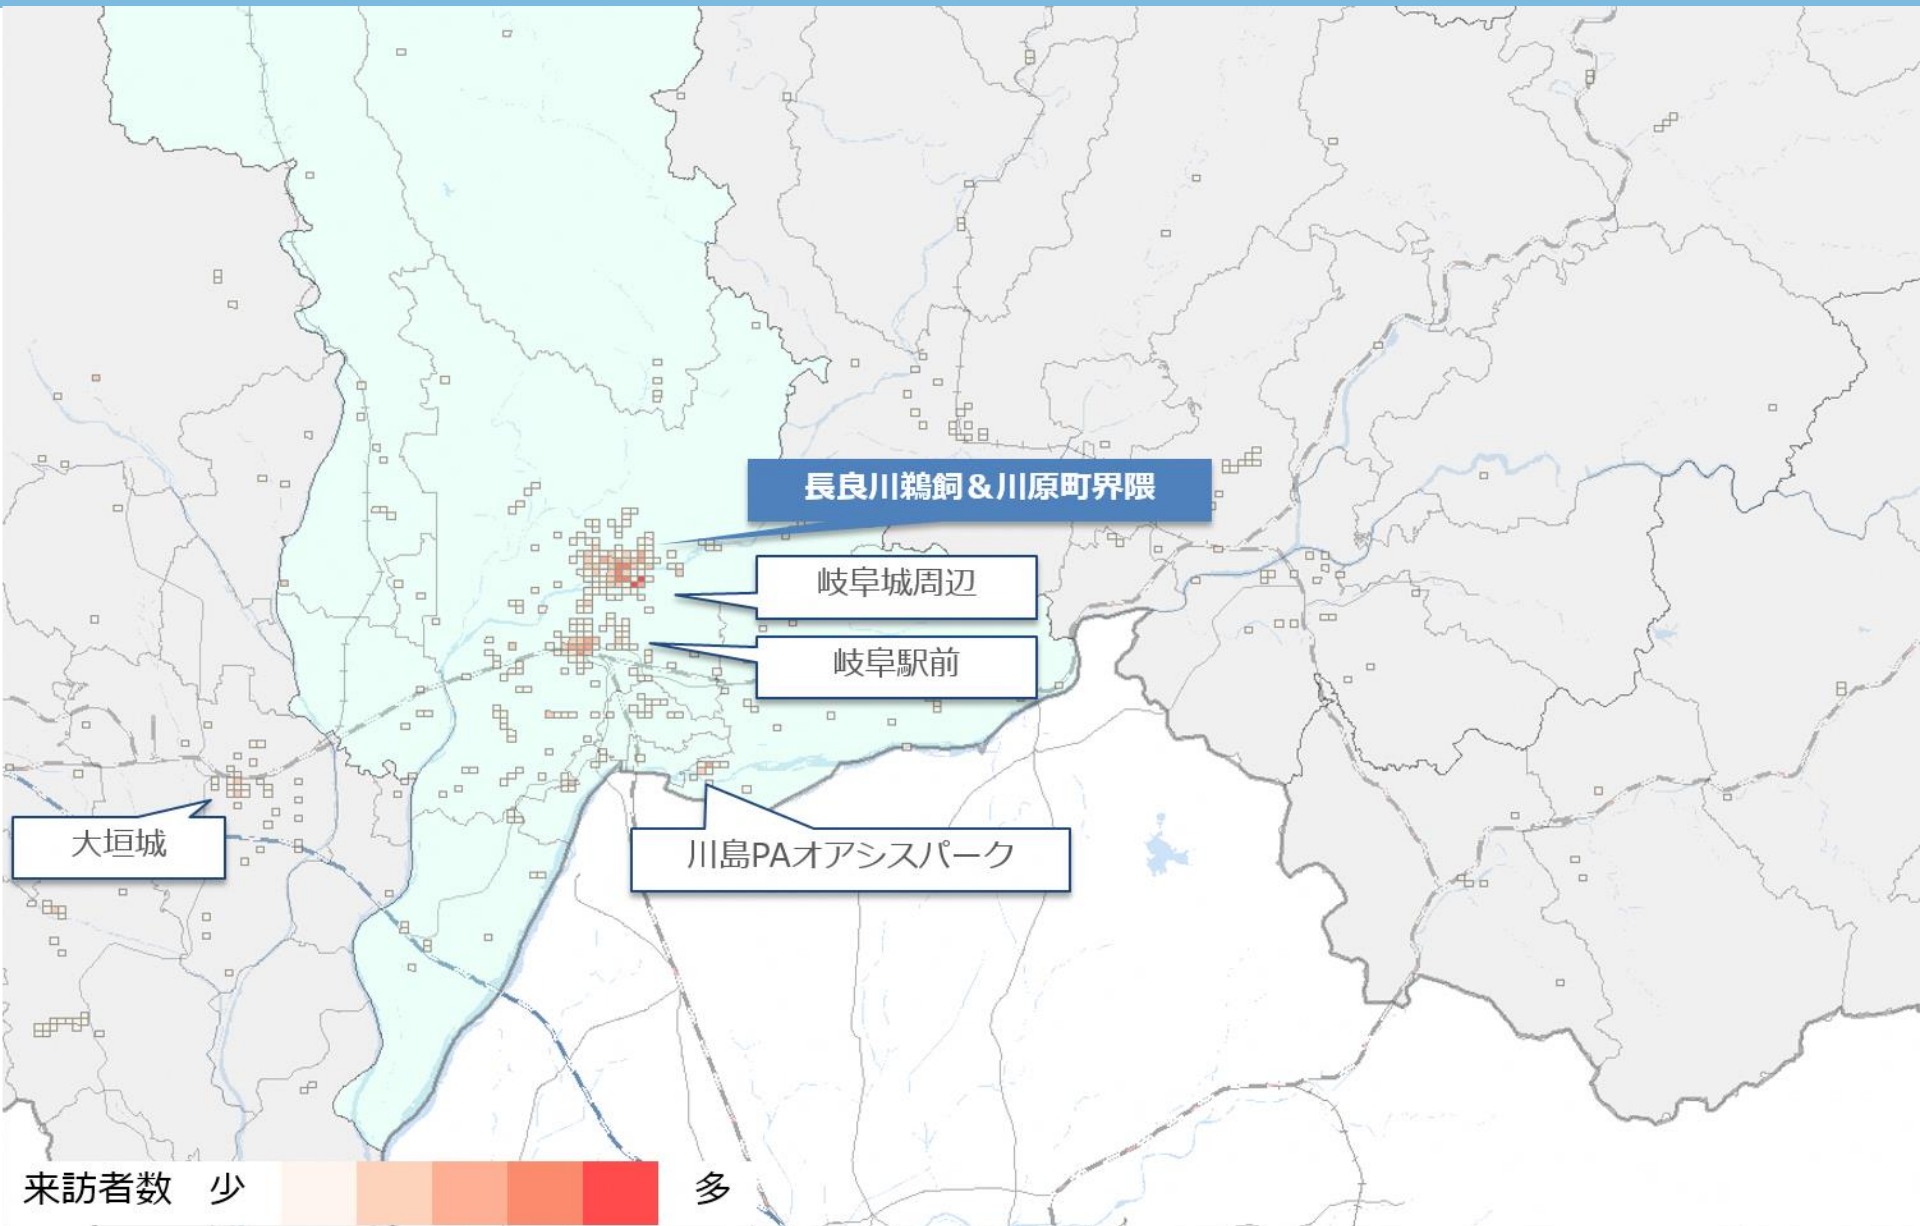 長良川鵜飼＆川原町界隈
岐阜城周辺
岐阜駅前
大垣城
川島PAオアシスパーク
来訪者数 少 多